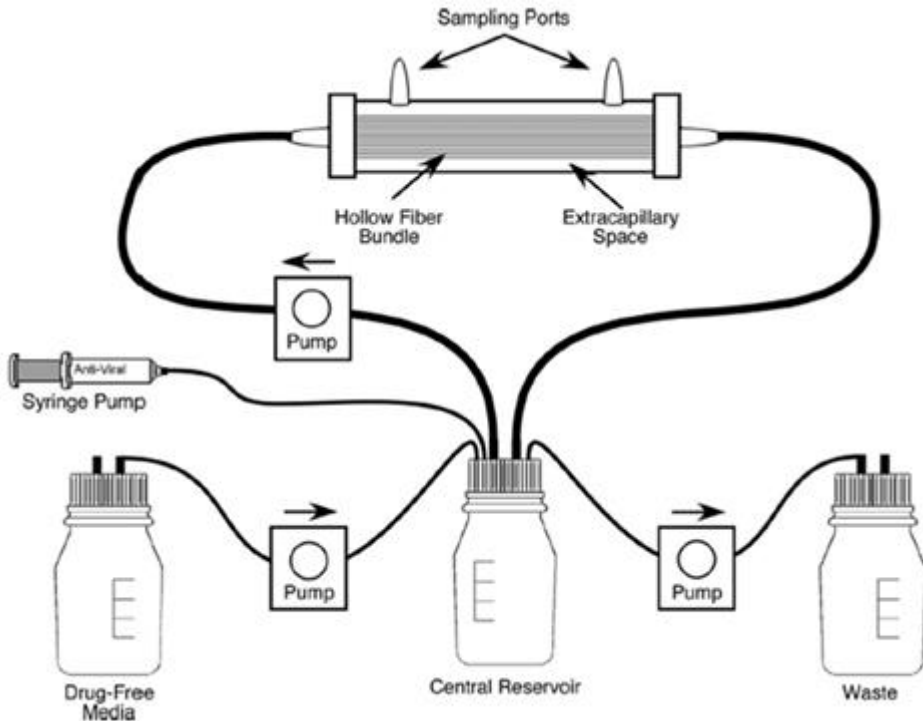 Sampling Ports
Hollow Fiber
Bundle
Extracapillary
Space
Pump
Anti-Viral
Syringe Pump
Pump
Pump
Drug-Free
Media
Central Reservoir
Waste